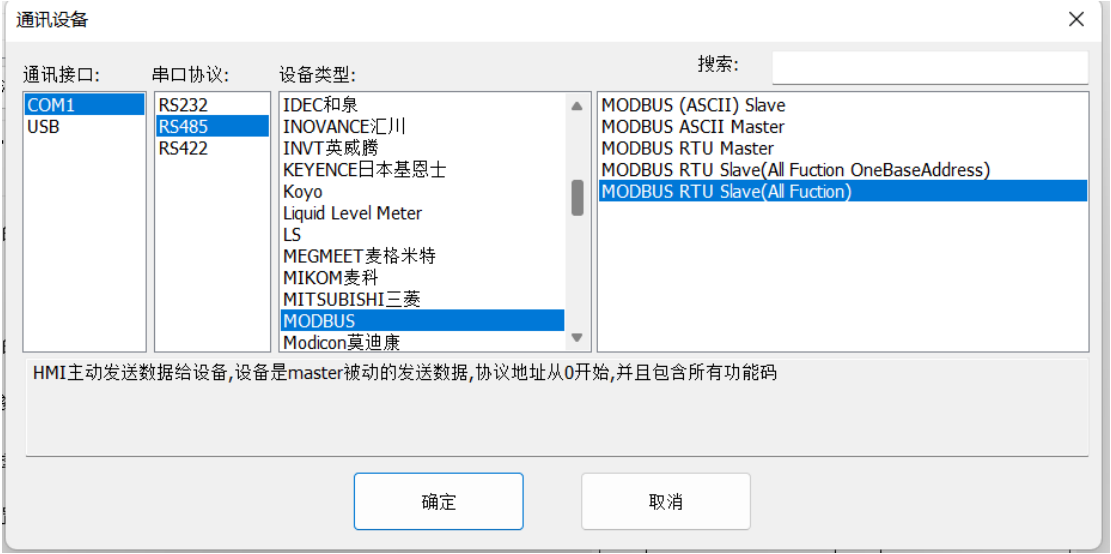 通讯设备
通讯接口:
串口协议:
设备类型:
搜索:
COM1
USB
RS232
RS485
RS422
IDEC和泉
INOVANCE汇川
INVT英威腾
KEYENCE日本基恩士
Koyo
Liquid Level Meter
LS
MEGMEET麦格米特
MIKOM麦科
MITSUBISHI三菱
MODBUS
Modicon莫迪康
MODBUS (ASCII) Slave
MODBUS ASCII Master
MODBUS RTU Master
MODBUS RTU Slave(All Fuction OneBaseAddress)
MODBUS RTU Slave(All Fuction)
HMI主动发送数据给设备,设备是master被动的发送数据,协议地址从0开始,并且包含所有功能码
确定
取消